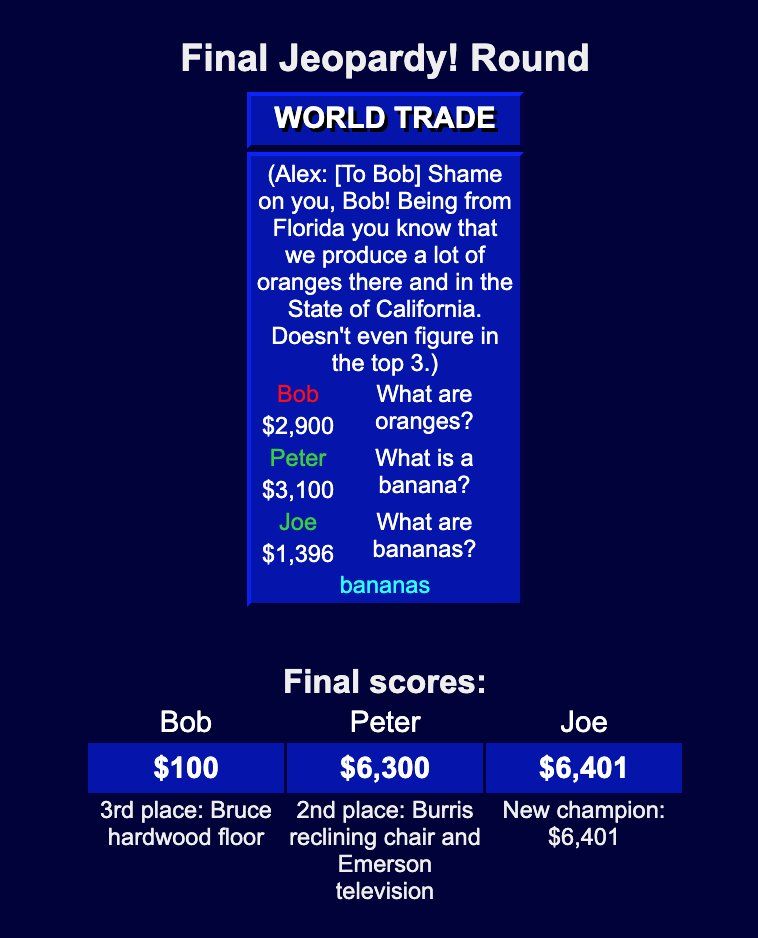 Final Jeopardy! Round
WORLD TRADE
(Alex: [To Bob] Shame
on you, Bob! Being from
Florida you know that
we produce a lot of
oranges there and in the
State of California.
Doesn't even figure in
the top 3.)
Bob What are
$2,900 oranges?
Peter What is a
$3,100 banana?
Joe What are
$1,396 bananas?
bananas
Final scores:
Bob Peter Joe
$100 $6,300 $6,401
3rd place: Bruce 2nd place: Burris New champion:
hardwood floor reclining chair and $6,401
Emerson
television